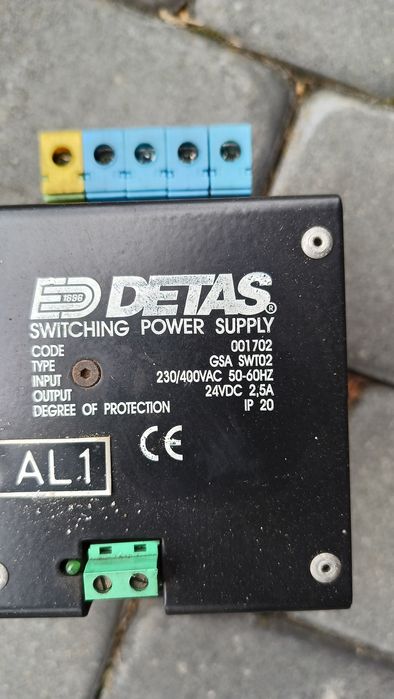 1686 DETAS®
SWITCHING POWER SUPPLY
CODE 001702
TYPE GSA SWT02
INPUT 230/400VAC 50-60HZ
OUTPUT 24VDC 2,5A
DEGREE OF PROTECTION IP 20
CE
AL1